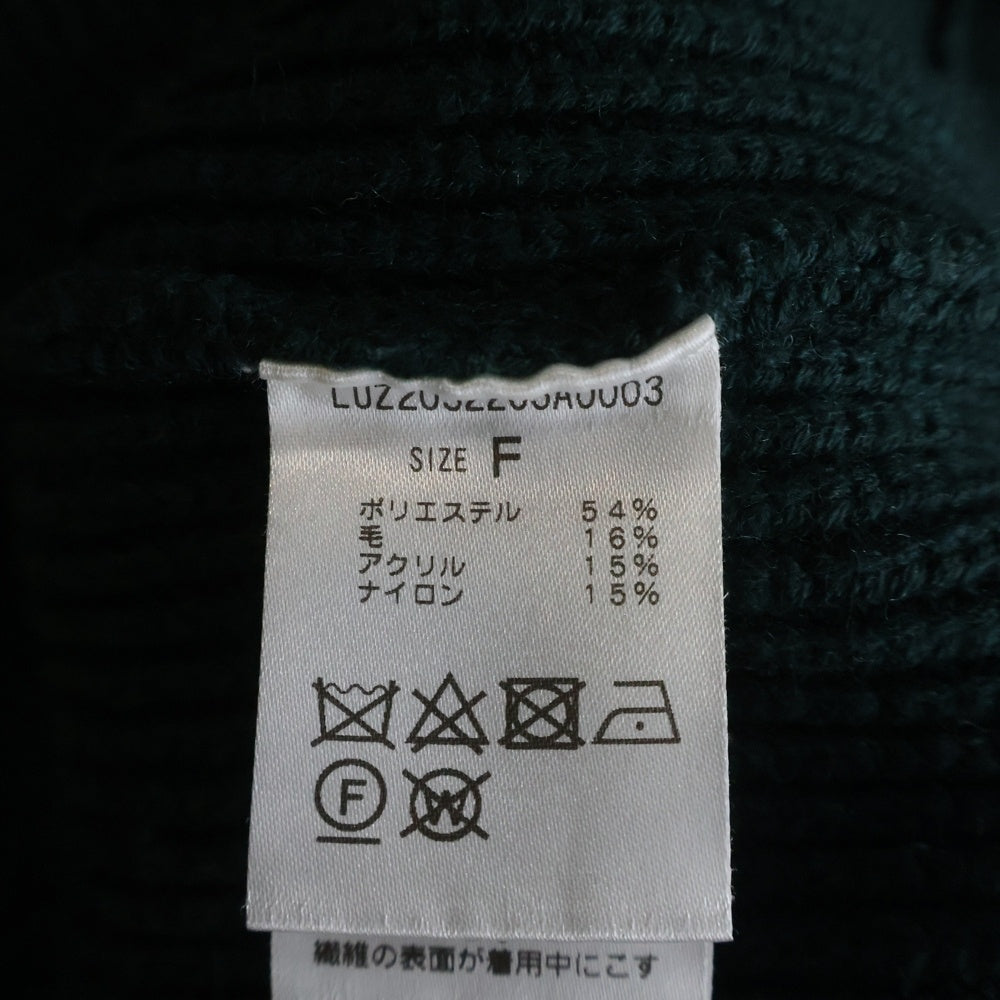 LUZ2032205A0003
SIZE F
ポリエステル 54%
毛 16%
アクリル 15%
ナイロン 15%
F
W
繊維の表面が着用中にこす